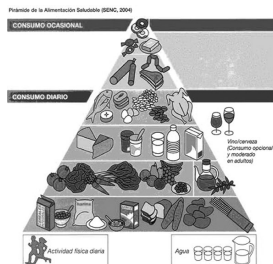 Pirámide de la Alimentación Saludable (SENC, 2004)
CONSUMO OCASIONAL
CONSUMO DIARIO
Vino/cerveza
(Consumo opcional
y moderado
en adultos)
Actividad física diaria
Agua